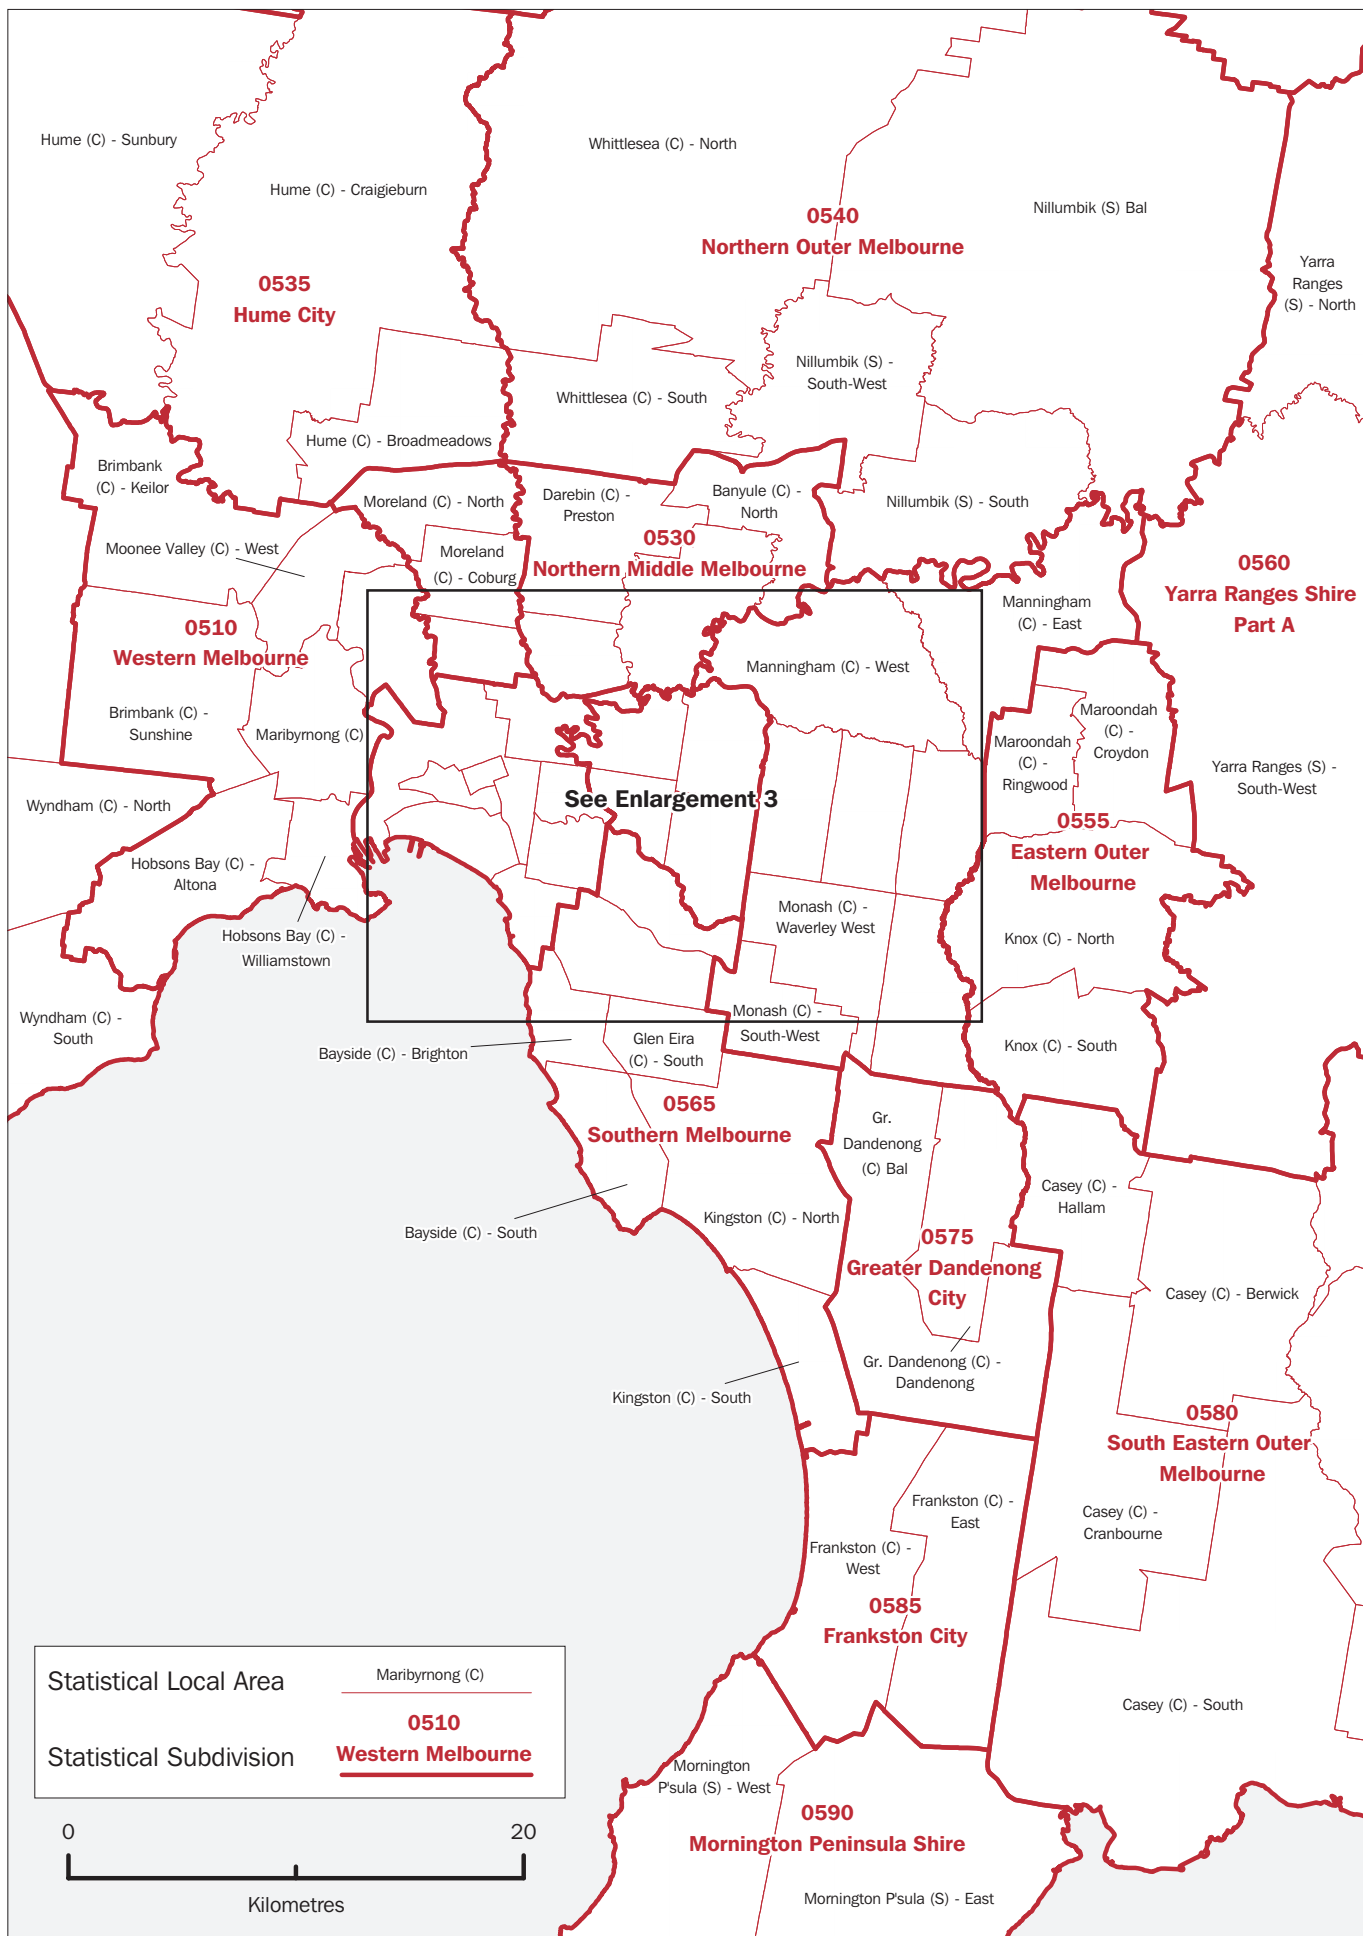 Hume (C) - Sunbury
Whittlesea (C) - North
Hume (C) - Craigieburn
Nillumbik (S) Bal
0540
Northern Outer Melbourne
Yarra
Ranges
(S) - North
0535
Hume City
Nillumbik (S) -
South-West
Whittlesea (C) - South
Hume (C) - Broadmeadows
Brimbank
(C) - Keilor
Moreland (C) - North
Darebin (C) -
Preston
Banyule (C) -
North
Nillumbik (S) - South
Moonee Valley (C) - West
Moreland
(C) - Coburg
0530
Northern Middle Melbourne
0560
Yarra Ranges Shire
Part A
Manningham
(C) - East
0510
Western Melbourne
Manningham (C) - West
Brimbank (C) -
Sunshine
Maribyrnong (C)
Maroondah
(C) -
Croydon
Maroondah
(C) -
Ringwood
Yarra Ranges (S) -
South-West
Wyndham (C) - North
See Enlargement 3
0555
Eastern Outer
Melbourne
Hobsons Bay (C) -
Altona
Monash (C) -
Waverley West
Hobsons Bay (C) -
Williamstown
Knox (C) - North
Wyndham (C) -
South
Monash (C) -
South-West
Glen Eira
(C) - South
Bayside (C) - Brighton
Knox (C) - South
0565
Southern Melbourne
Gr.
Dandenong
(C) Bal
Casey (C) -
Hallam
Bayside (C) - South
Kingston (C) - North
0575
Greater Dandenong
City
Casey (C) - Berwick
Gr. Dandenong (C) -
Dandenong
Kingston (C) - South
0580
South Eastern Outer
Melbourne
Frankston (C) -
East
Casey (C) -
Cranbourne
Frankston (C) -
West
0585
Frankston City
Statistical Local Area
Maribyrnong (C)
Casey (C) - South
0510
Western Melbourne
Statistical Subdivision
Mornington
P'sula (S) - West
0590
Mornington Peninsula Shire
0 20
Kilometres
Mornington P'sula (S) - East